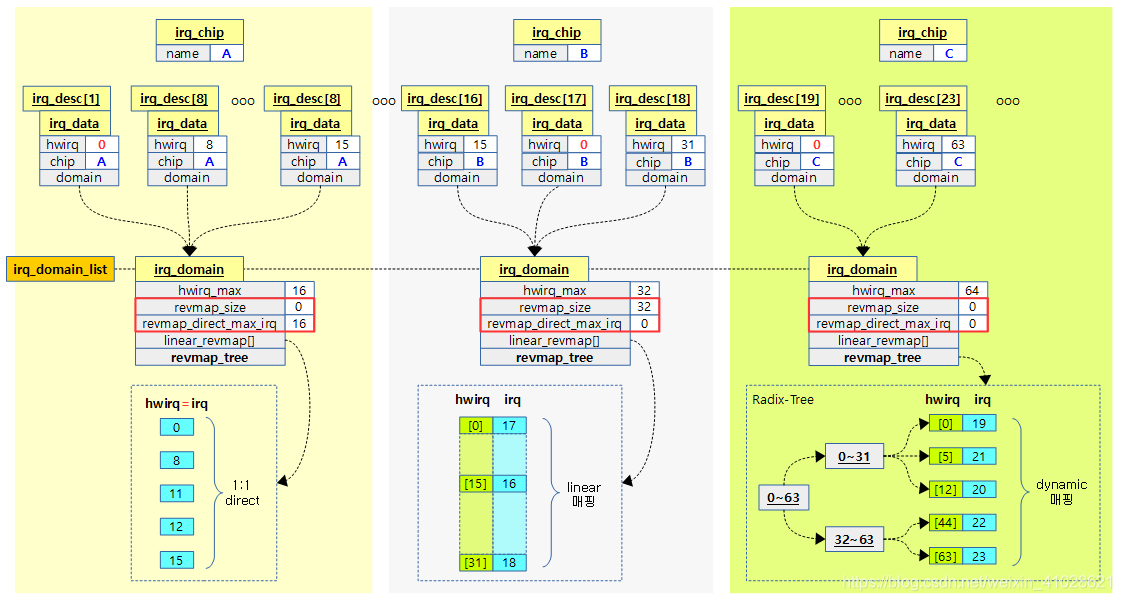 irq_chip
name A
irq_chip
name B
irq_chip
name C
irq_desc[1]
irq_data
hwirq 0
chip A
domain
irq_desc[8]
irq_data
hwirq 8
chip A
domain
ooo
irq_desc[8]
irq_data
hwirq 15
chip A
domain
ooo
irq_desc[16]
irq_data
hwirq 15
chip B
domain
irq_desc[17]
irq_data
hwirq 0
chip B
domain
irq_desc[18]
irq_data
hwirq 31
chip B
domain
irq_desc[19]
irq_data
hwirq 0
chip C
domain
ooo
irq_desc[23]
irq_data
hwirq 63
chip C
domain
ooo
irq_domain_list
irq_domain
hwirq_max 16
revmap_size 0
revmap_direct_max_irq 16
linear_revmap[]
revmap_tree
irq_domain
hwirq_max 32
revmap_size 32
revmap_direct_max_irq 0
linear_revmap[]
revmap_tree
irq_domain
hwirq_max 64
revmap_size 0
revmap_direct_max_irq 0
linear_revmap[]
revmap_tree
hwirq=irq
0
8
11
12
15
1:1
direct
hwirq irq
[0] 17
[15] 16
[31] 18
linear
매핑
Radix-Tree
hwirq irq
0~63
0~31
32~63
[0] 19
[5] 21
[12] 20
[44] 22
[63] 23
dynamic
매핑
https://blog.csdn.net/weixin_41028621